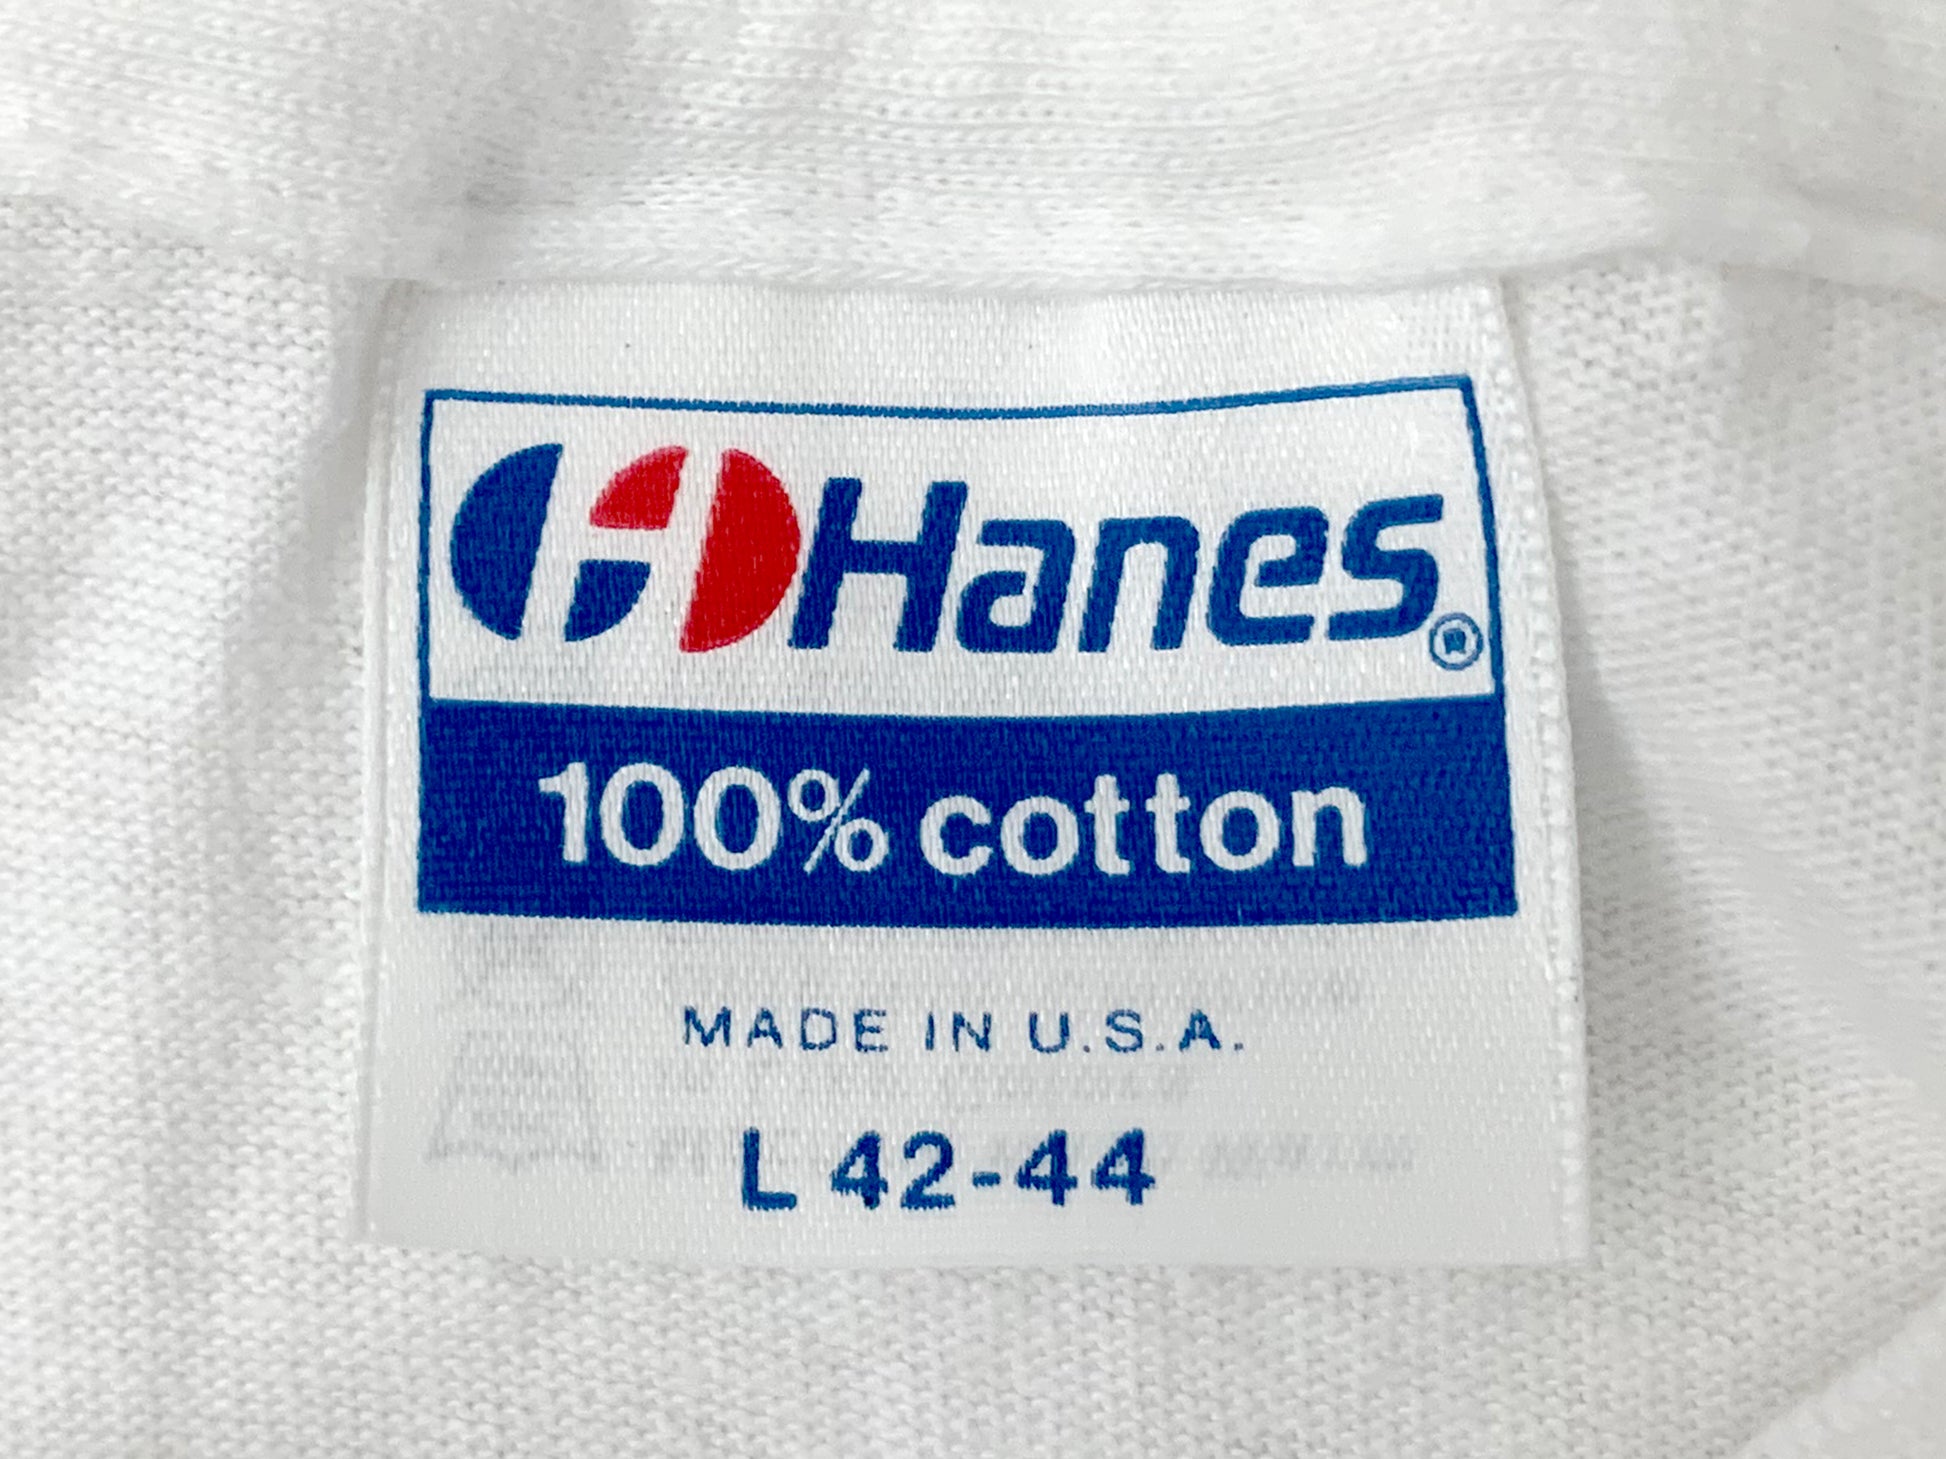 Hanes®
100% cotton
MADE IN U.S.A.
L 42-44